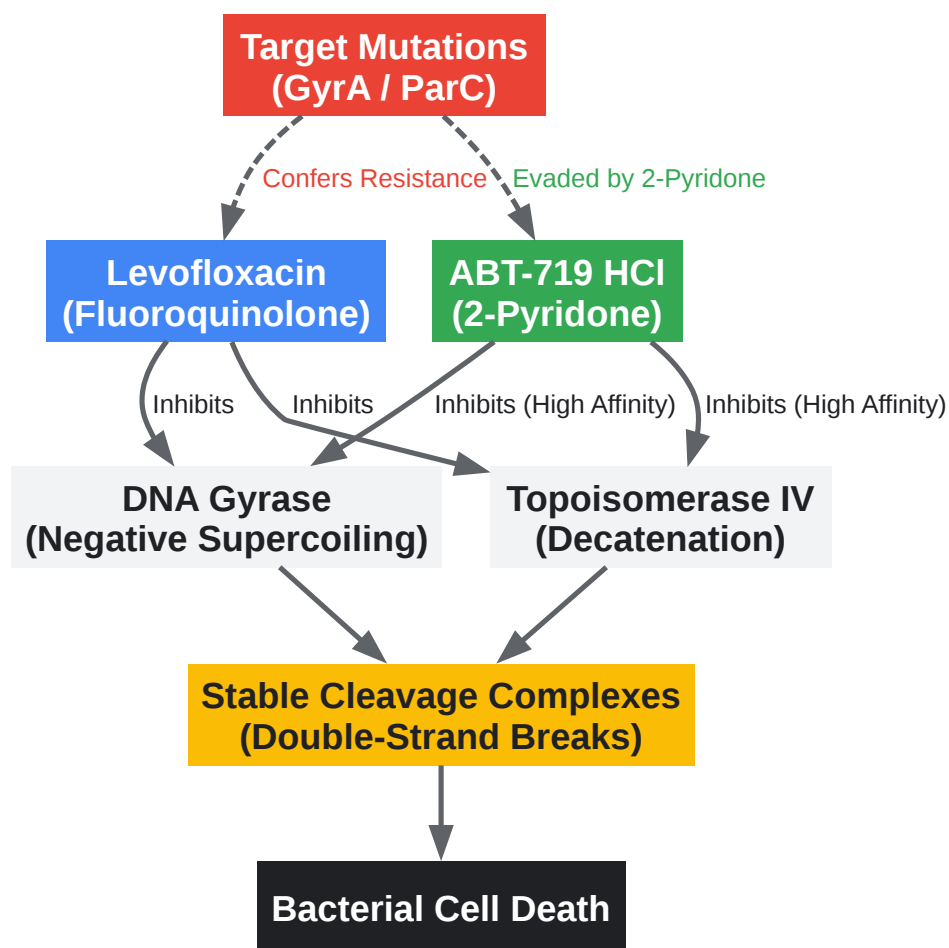 Target Mutations
(GyrA / ParC)
Confers Resistance
Evaded by 2-Pyridone
Levofloxacin
(Fluoroquinolone)
ABT-719 HCl
(2-Pyridone)
Inhibits
Inhibits
Inhibits (High Affinity)
Inhibits (High Affinity)
DNA Gyrase
(Negative Supercoiling)
Topoisomerase IV
(Decatenation)
Stable Cleavage Complexes
(Double-Strand Breaks)
Bacterial Cell Death